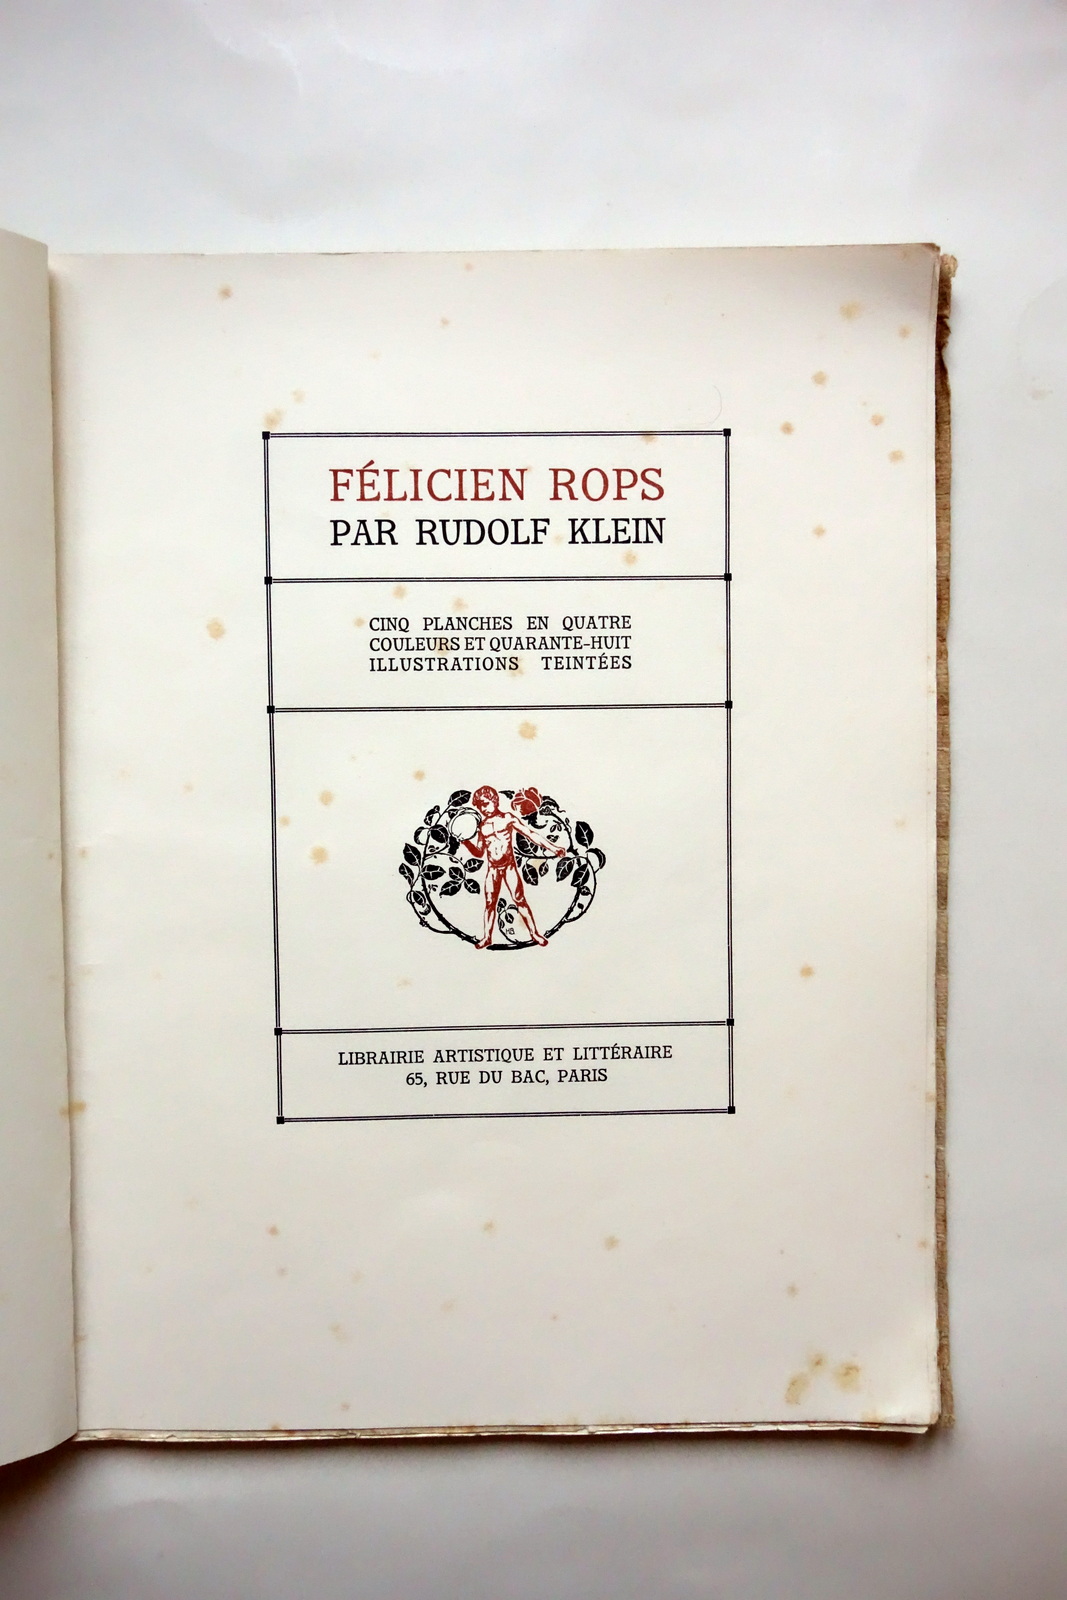 FÉLICIEN ROPS
PAR RUDOLF KLEIN
CINQ PLANCHES EN QUATRE
COULEURS ET QUARANTE-HUIT
ILLUSTRATIONS TEINTÉES
LIBRAIRIE ARTISTIQUE ET LITTÉRAIRE
65, RUE DU BAC, PARIS